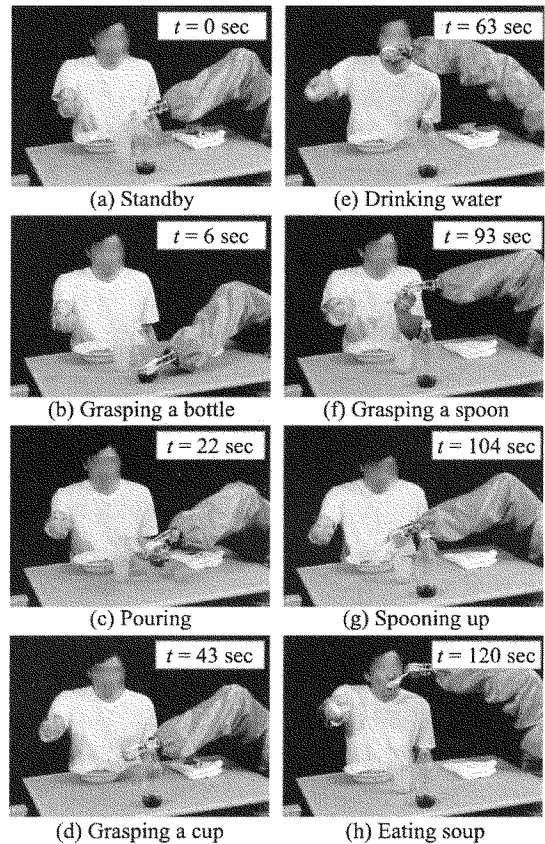 t = 0 sec
(a) Standby
t = 6 sec
(b) Grasping a bottle
t = 22 sec
(c) Pouring
t = 43 sec
(d) Grasping a cup
t = 63 sec
(e) Drinking water
t = 93 sec
(f) Grasping a spoon
t = 104 sec
(g) Spooning up
t = 120 sec
(h) Eating soup